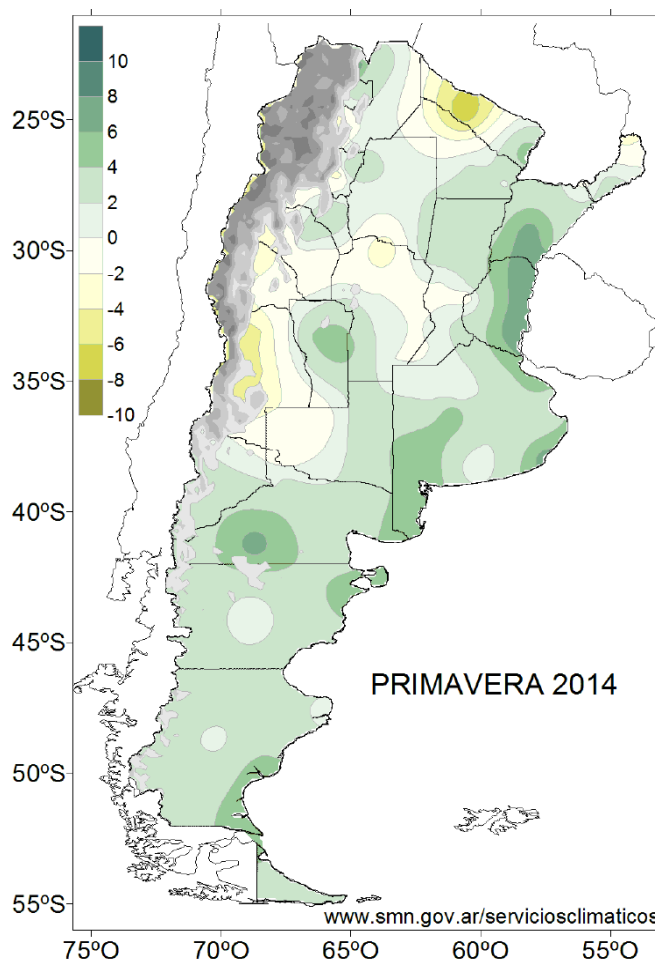 10
8
6
4
2
0
-2
-4
-6
-8
-10
25ºS
30ºS
35ºS
40ºS
45ºS
50ºS
55ºS
PRIMAVERA 2014
www.smn.gov.ar/serviciosclimaticos
75ºO 70ºO 65ºO 60ºO 55ºO